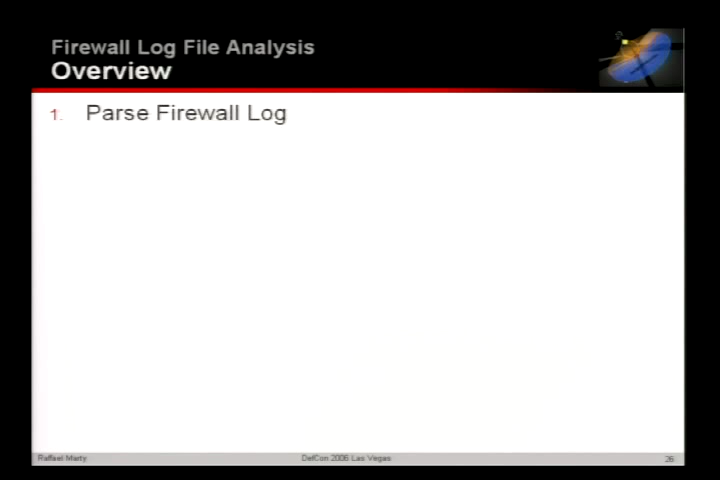 Firewall Log File Analysis
Overview
1. Parse Firewall Log
Raffael Marty
DefCon 2006 Las Vegas
26